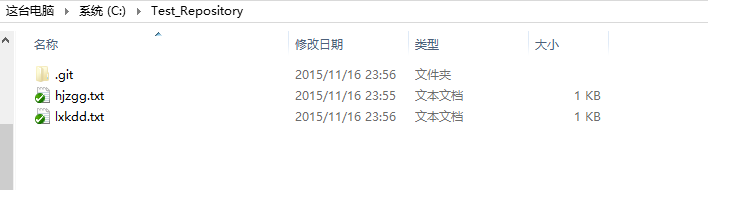 这台电脑 系统 (C:) Test_Repository
名称 修改日期 类型 大小
.git 2015/11/16 23:56 文件夹
hjzgg.txt 2015/11/16 23:55 文本文档 1 KB
lxkdd.txt 2015/11/16 23:56 文本文档 1 KB